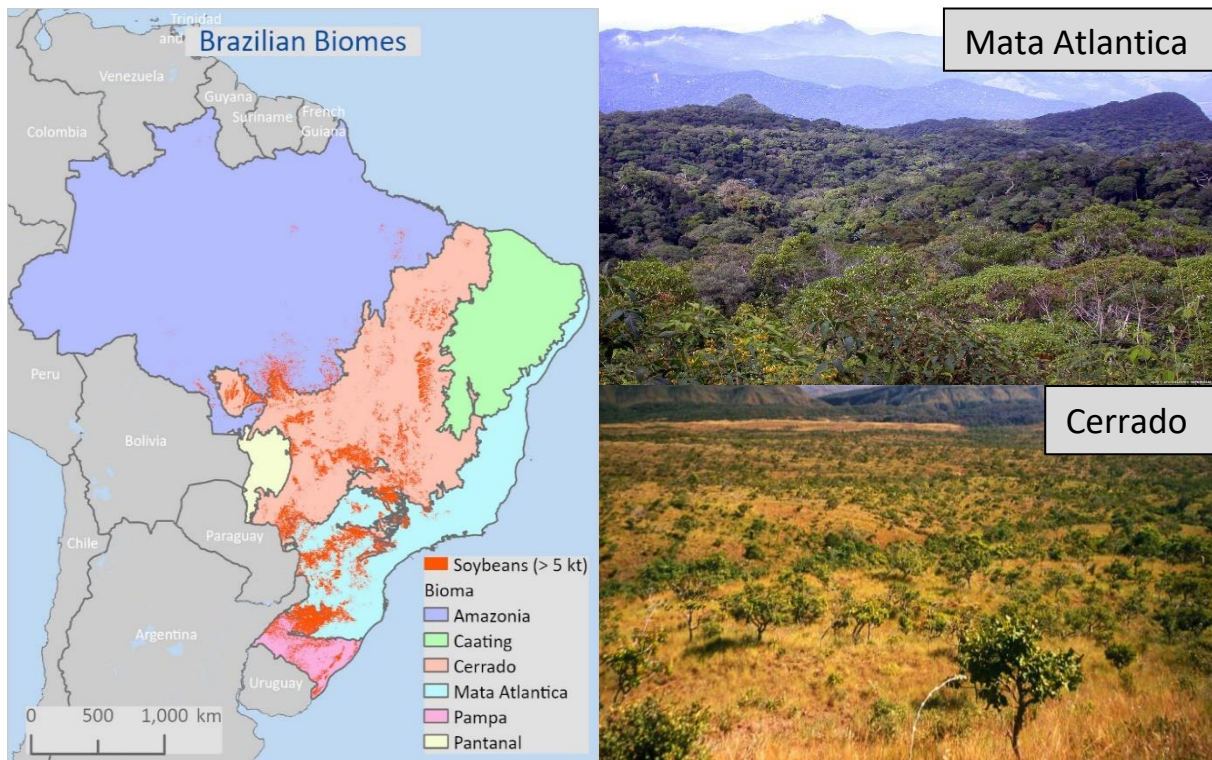 Trinidad
and
Brazilian Biomes
Venezuela
Guyana
Suriname
French
Guiana
Colombia
Peru
Bolivia
Paraguay
Chile
Argentina
Uruguay
0 500 1,000 km
Soybeans (> 5 kt)
Bioma
Amazonia
Caating
Cerrado
Mata Atlantica
Pampa
Pantanal
Mata Atlantica
Cerrado